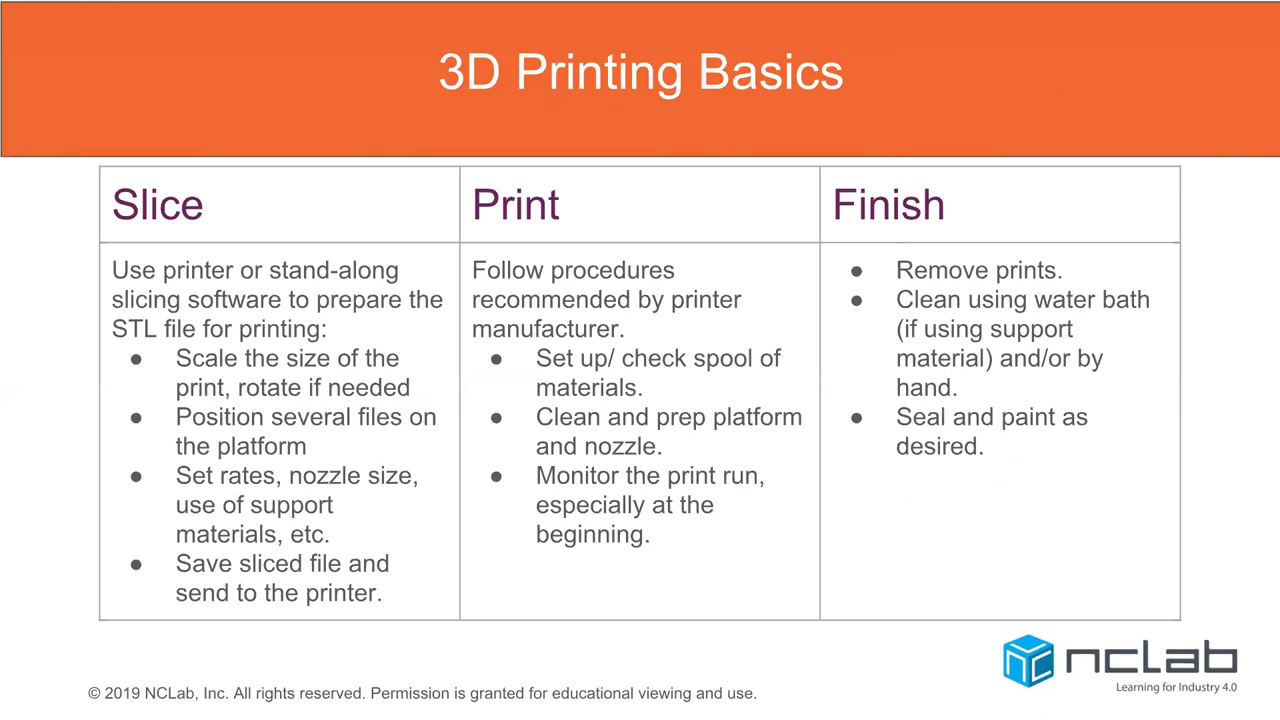 3D Printing Basics
Slice
Use printer or stand-along
slicing software to prepare the
STL file for printing:
● Scale the size of the
print, rotate if needed
● Position several files on
the platform
● Set rates, nozzle size,
use of support
materials, etc.
● Save sliced file and
send to the printer.
Print
Follow procedures
recommended by printer
manufacturer.
● Set up/ check spool of
materials.
● Clean and prep platform
and nozzle.
● Monitor the print run,
especially at the
beginning.
Finish
● Remove prints.
● Clean using water bath
(if using support
material) and/or by
hand.
● Seal and paint as
desired.
© 2019 NCLab, Inc. All rights reserved. Permission is granted for educational viewing and use.
nclab
Learning for Industry 4.0